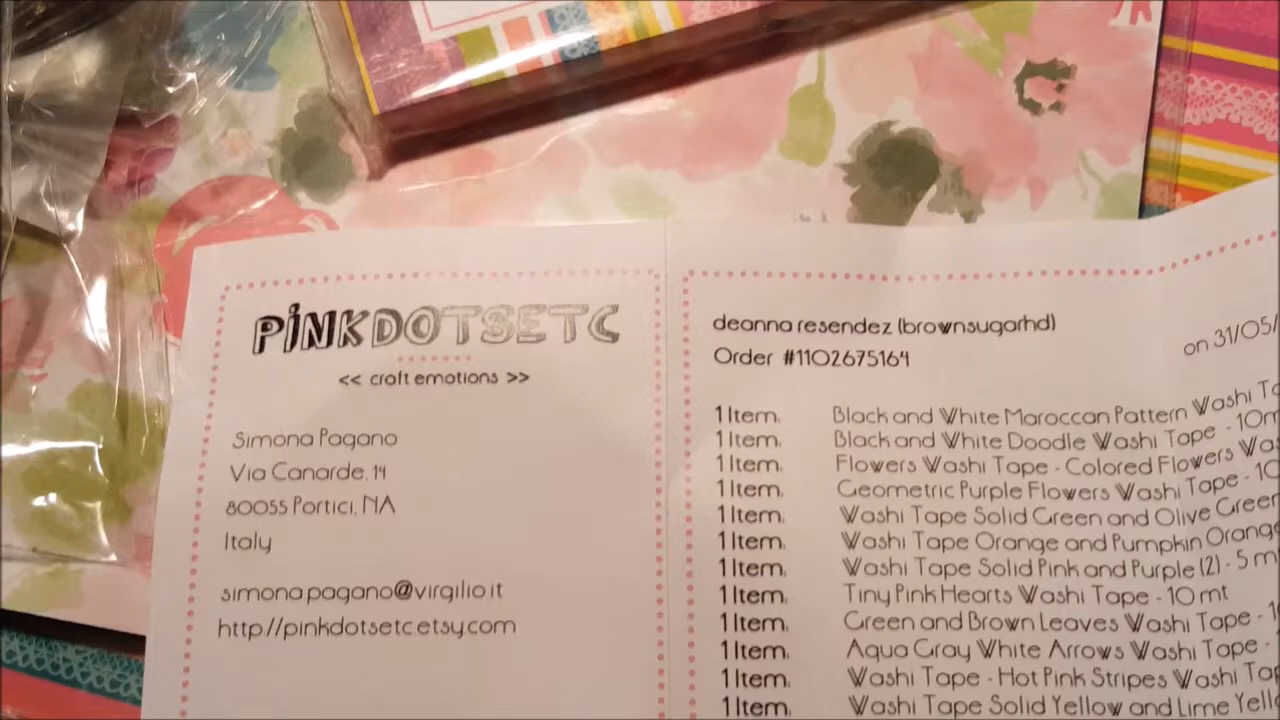 PiNKDOTSETC
<< craft emotions >>
Simona Pagano
Via Canarde, 14
80055 Portici, NA
Italy
simona.pagano@virgilio.it
http://pinkdotsetc.etsy.com
deanna resendez (brownsugarhd)
Order #1102675164
on 31/05/
1 Item. Black and White Maroccan Pattern Washi
1 Item. Black and White Doodle Washi Tape - 10m
1 Item. Flowers Washi Tape - Colored Flowers
1 Item. Geometric Purple Flowers Washi Tape - 10
1 Item. Washi Tape Solid Green and Olive Green
1 Item. Washi Tape Orange and Pumpkin Orange
1 Item. Washi Tape Solid Pink and Purple (2) - 5 m
1 Item. Tiny Pink Hearts Washi Tape - 10 mt
1 Item. Green and Brown Leaves Washi Tape - 1
1 Item. Aqua Gray White Arrows Washi Tape -
1 Item. Washi Tape - Hot Pink Stripes Washi
1 Item. Washi Tape Solid Yellow and Lime